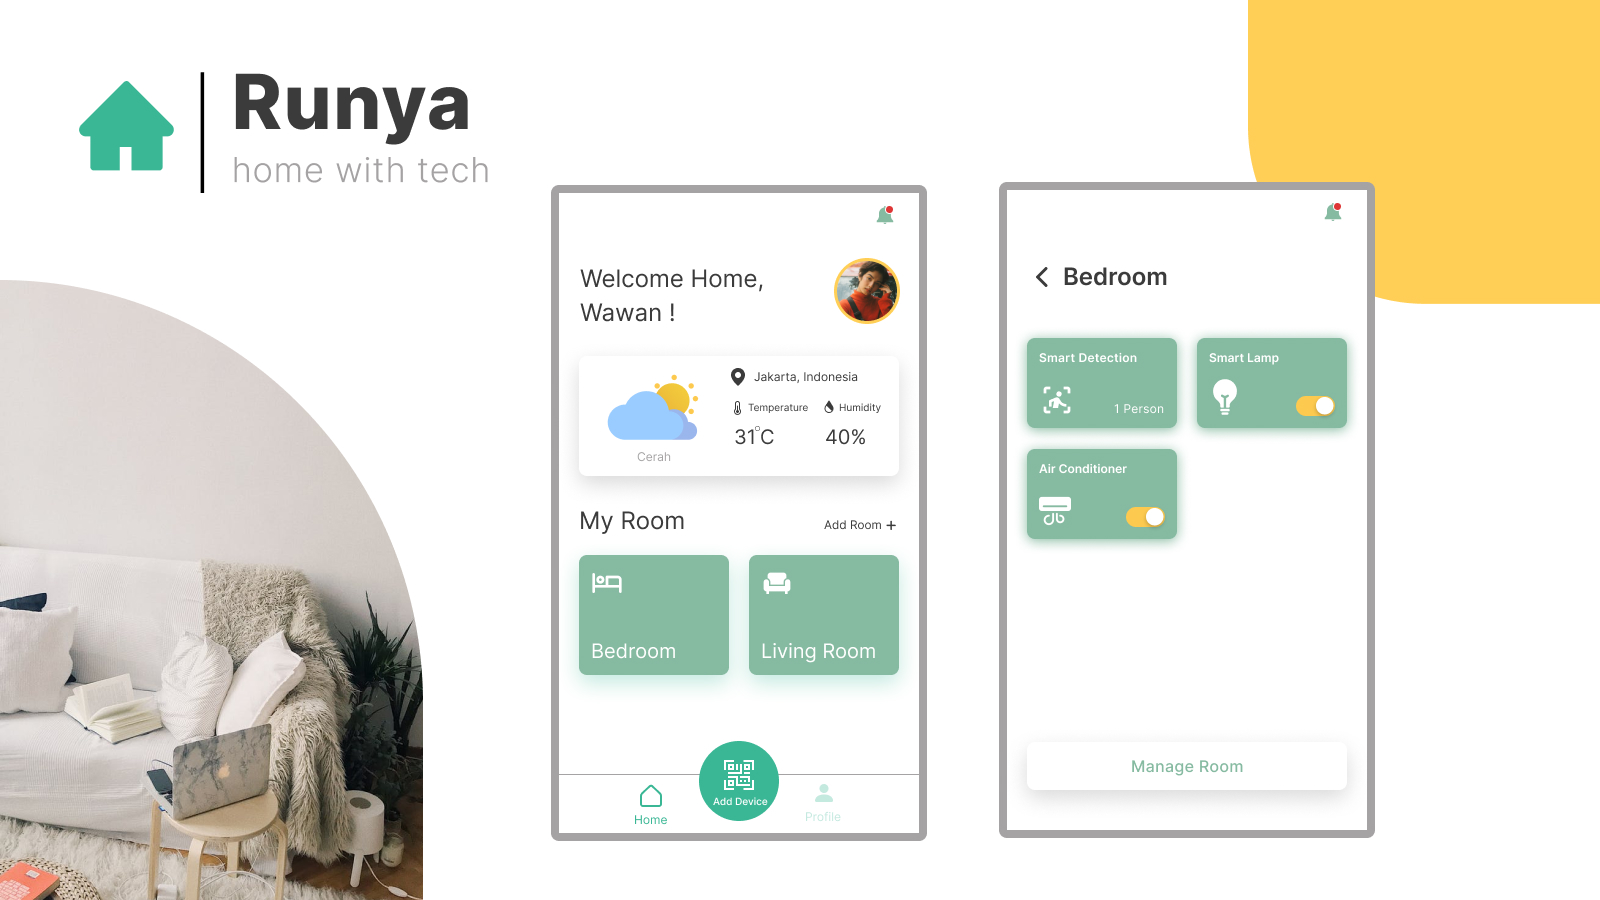 Runya
home with tech
Welcome Home,
Wawan !
Jakarta, Indonesia
Temperature
Humidity
31°C
40%
Cerah
My Room
Add Room +
Bedroom
Living Room
Home
Add Device
Profile
Bedroom
Smart Detection
1 Person
Smart Lamp
Air Conditioner
Manage Room